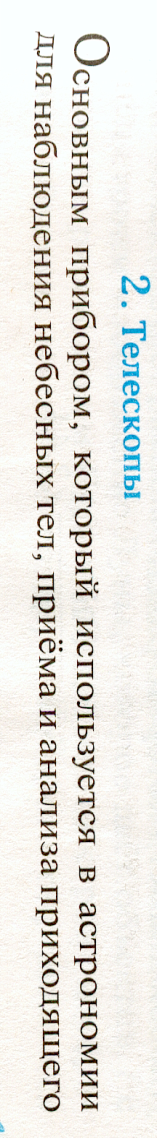 2. Телескопы
Основным прибором, который используется в астрономии
для наблюдения небесных тел, приёма и анализа приходящего